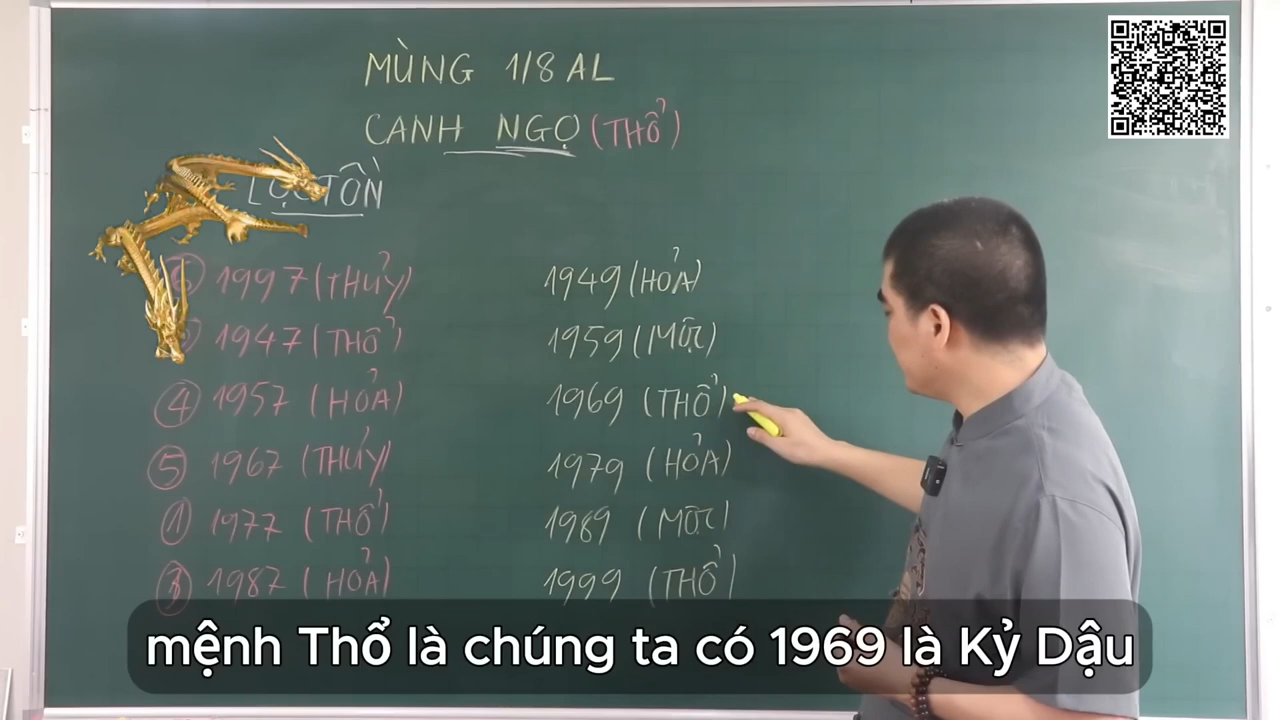 MÙNG 1/8 AL
CANH NGỌ (THỔ)
LỘC TỒN
1997 (THỦY)
1947 (THỔ)
④ 1957 (HỎA)
⑤ 1967 (THỦY)
① 1977 (THỔ)
③ 1987 (HỎA)
1949 (HỎA)
1959 (MỘC)
1969 (THỔ)
1979 (HỎA)
1989 (MỘC)
1999 (THỔ)
mệnh Thổ là chúng ta có 1969 là Kỷ Dậu